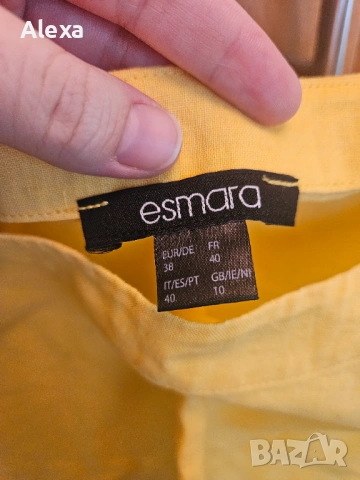 Alexa
esmara
EUR/DE FR
38 40
IT/ES/PT GB/IE/NI
40 10
BAZAR